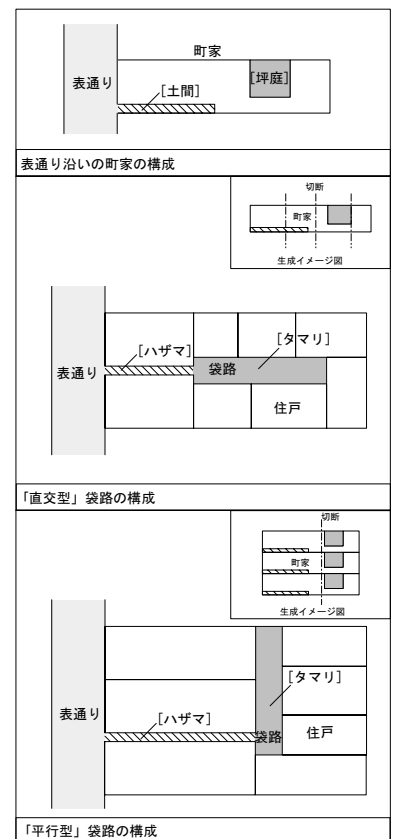 町家
表通り
[坪庭]
[土間]
表通り沿いの町家の構成
切断
町家
生成イメージ図
[ハザマ]
[タマリ]
表通り
袋路
住戸
「直交型」袋路の構成
切断
町家
生成イメージ図
[タマリ]
表通り
[ハザマ]
袋路
住戸
「平行型」袋路の構成